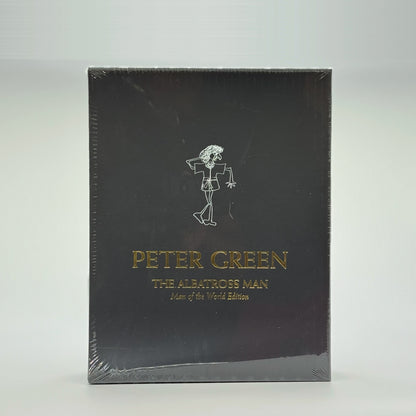 PETER GREEN
THE ALBATROSS MAN
Man of the World Edition